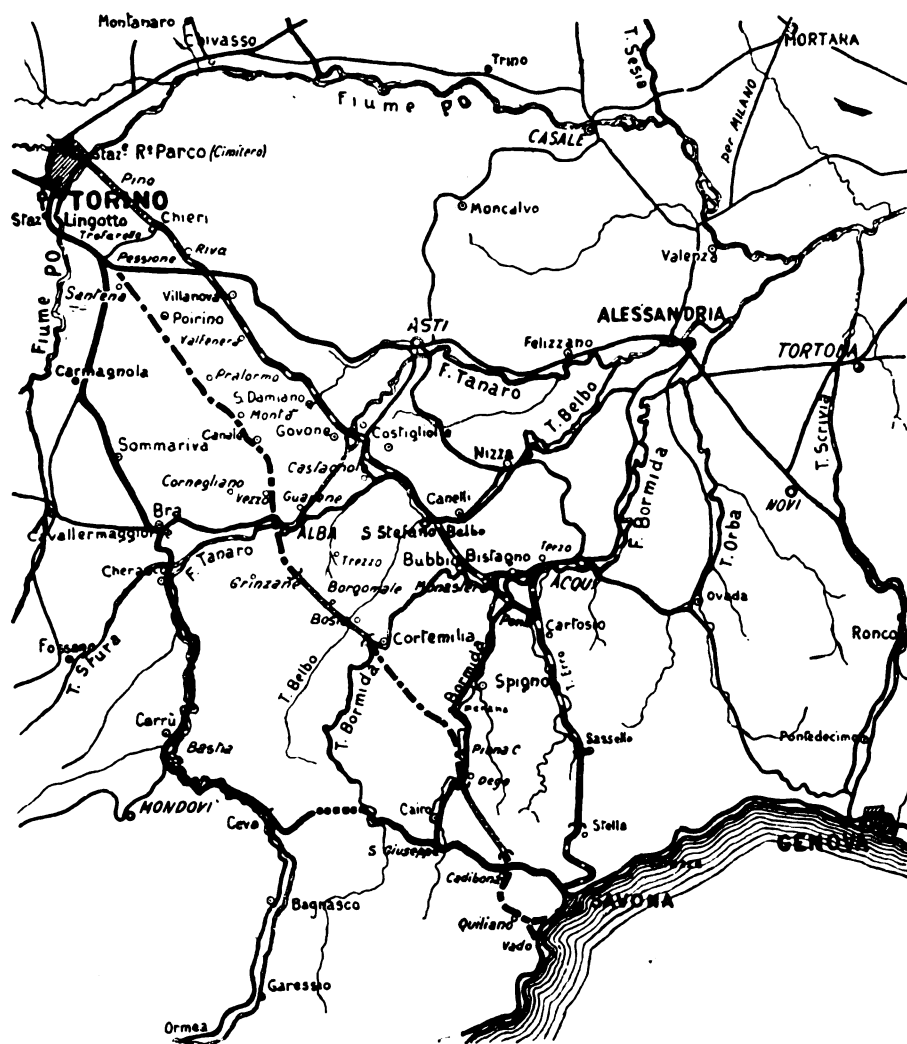 Montanaro
Chivasso
Trino
T. Sesia
MORTARA
Fiume PO
CASALE
per MILANO
Staz.e R.o Parco (Cimitero)
Pino
TORINO
Staz. Lingotto
Chieri
Moncalvo
Trofarello
Riva
Pessione
Valenza
Fiume PO
Santena
Villanova
Poirino
Valfenera
ASTI
Felizzano
ALESSANDRIA
TORTONA
Carmagnola
Pralormo
F. Tanaro
S. Damiano
Montà
T. Belbo
Canale
Govone
Costigliole
Sommariva
Nizza
T. Scrivia
Castagnole
Cornegliano
Vezza
Guarene
Canelli
NOVI
F. Bormida
Bra
Cavallermaggiore
ALBA
S. Stefano Belbo
T. Orba
F. Tanaro
Trezzo
Bubbio
Bistagno
Terzo
Cherasco
Grinzane
Borgomale
Monastero
ACQUI
Ovada
Bosia
Ponti
Cartosio
Fossano
T. Stura
Cortemilia
Ronco
T. Belbo
T. Bormida
Bormida
Spigno
T. Erro
Carrù
Bastia
Piana C
Sassello
Pontedecimo
Dego
MONDOVI'
Ceva
Cairo
Stella
S. Giuseppe
GENOVA
Cadibona
Bagnasco
SAVONA
Quiliano
Vado
Garessio
Ormea